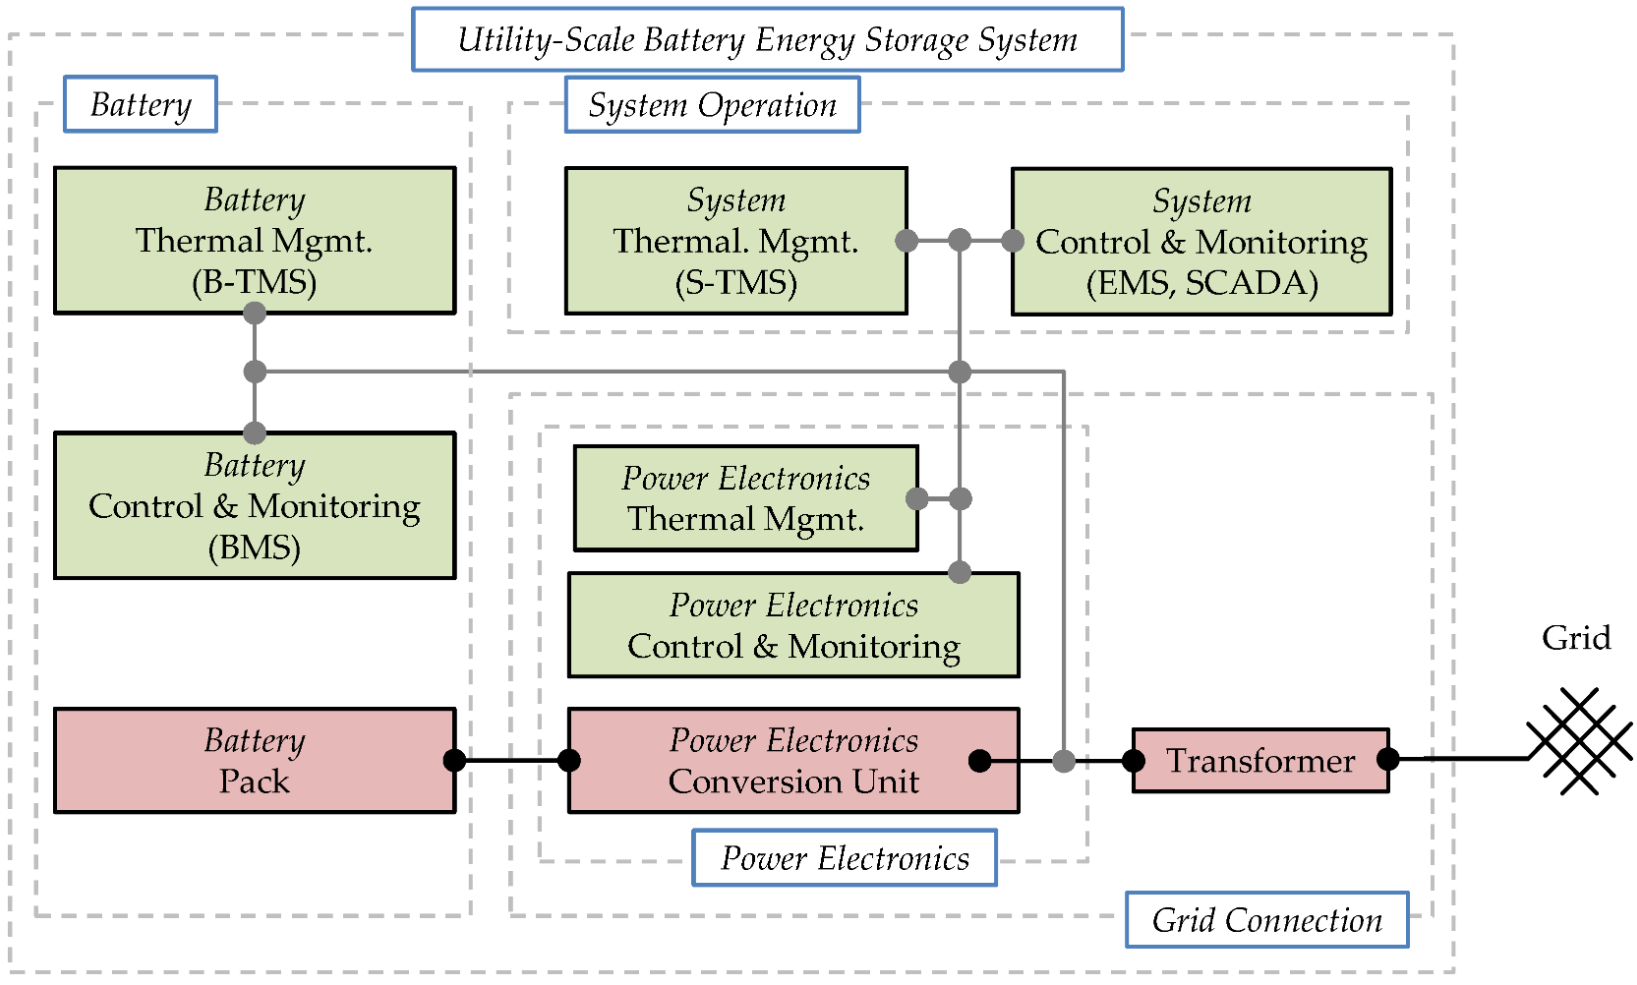 Utility-Scale Battery Energy Storage System
Battery
System Operation
Battery
Thermal Mgmt.
(B-TMS)
System
Thermal. Mgmt.
(S-TMS)
System
Control & Monitoring
(EMS, SCADA)
Battery
Control & Monitoring
(BMS)
Power Electronics
Thermal Mgmt.
Power Electronics
Control & Monitoring
Grid
Battery
Pack
Power Electronics
Conversion Unit
Transformer
Power Electronics
Grid Connection